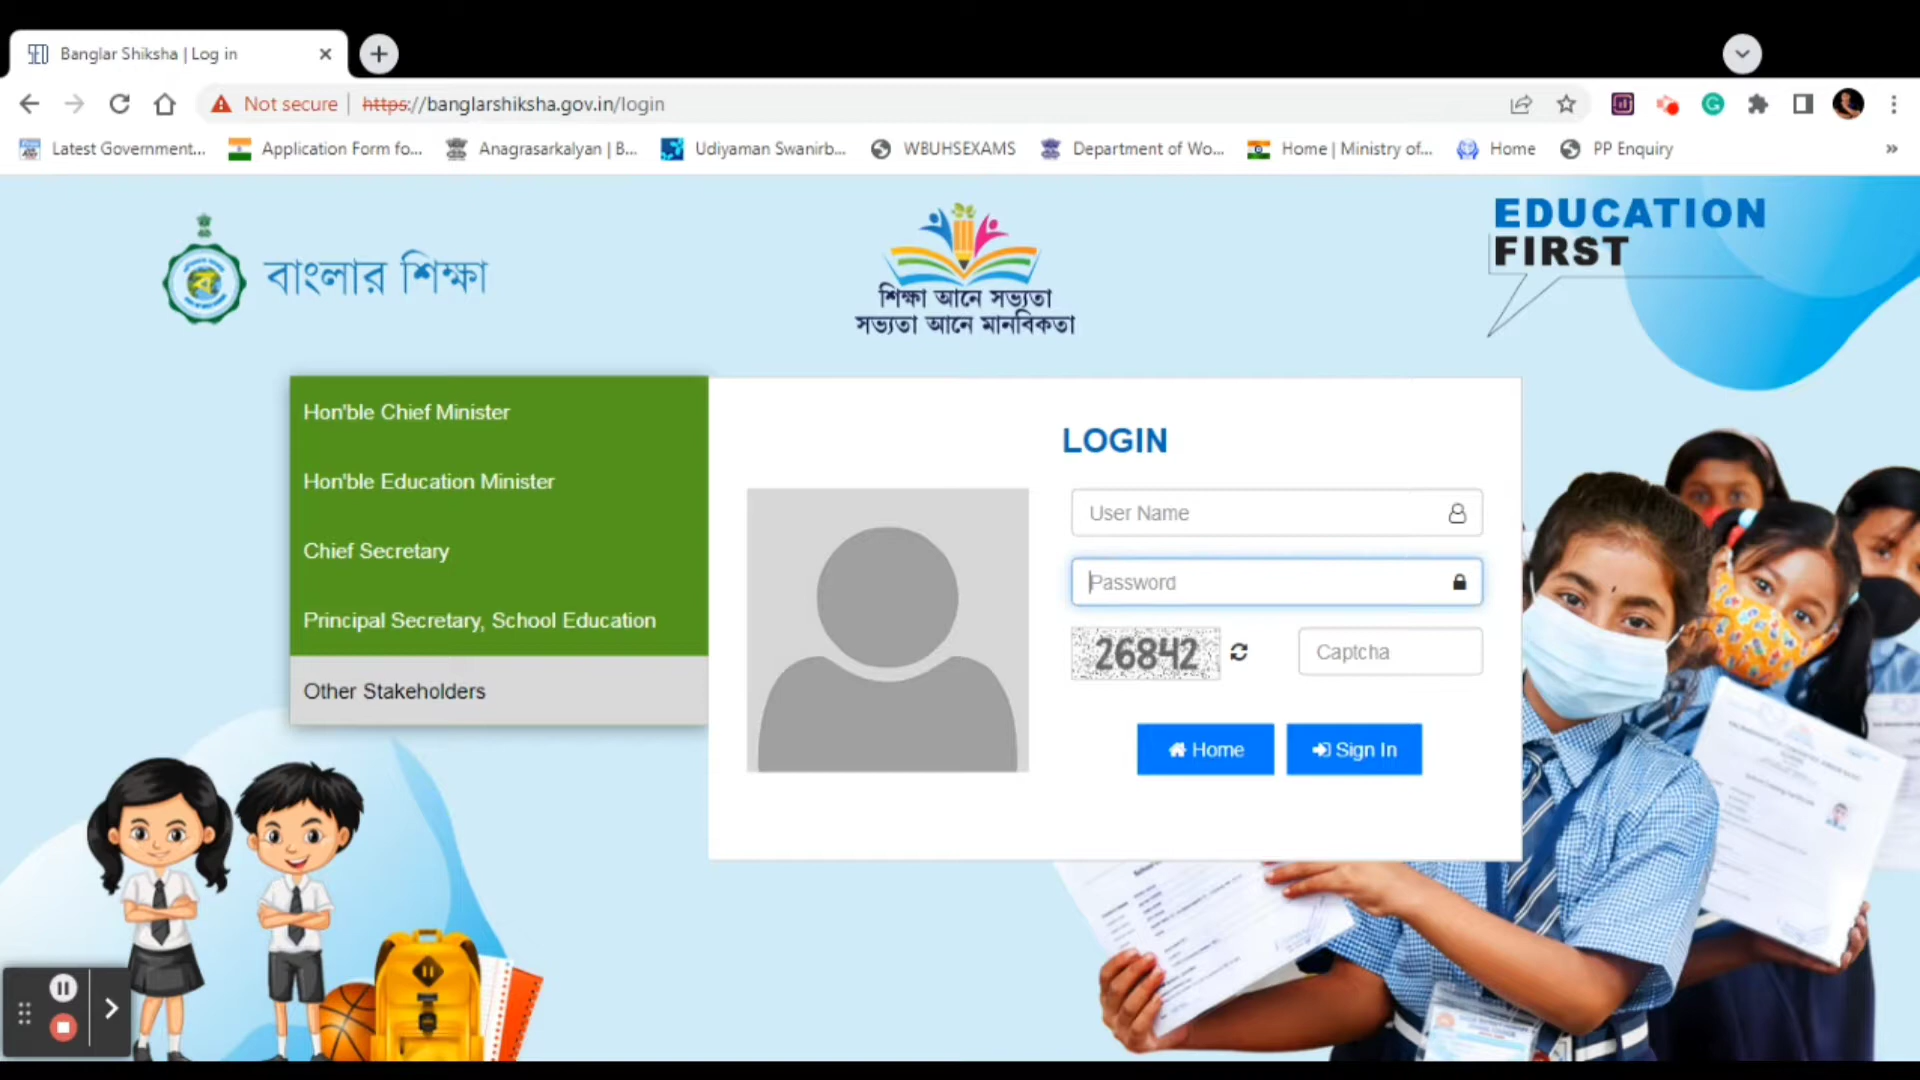 Banglar Shiksha | Log in
Not secure
https://banglarshiksha.gov.in/login
Latest Government...
Application Form fo...
Anagrasarkalyan | B...
Udiyaman Swanirb...
WBUHSEXAMS
Department of Wo...
Home | Ministry of...
Home
PP Enquiry
বাংলার শিক্ষা
শিক্ষা আনে সভ্যতা
সভ্যতা আনে মানবিকতা
EDUCATION
FIRST
Hon'ble Chief Minister
Hon'ble Education Minister
Chief Secretary
Principal Secretary, School Education
Other Stakeholders
LOGIN
User Name
Password
26842
Captcha
Home
Sign In